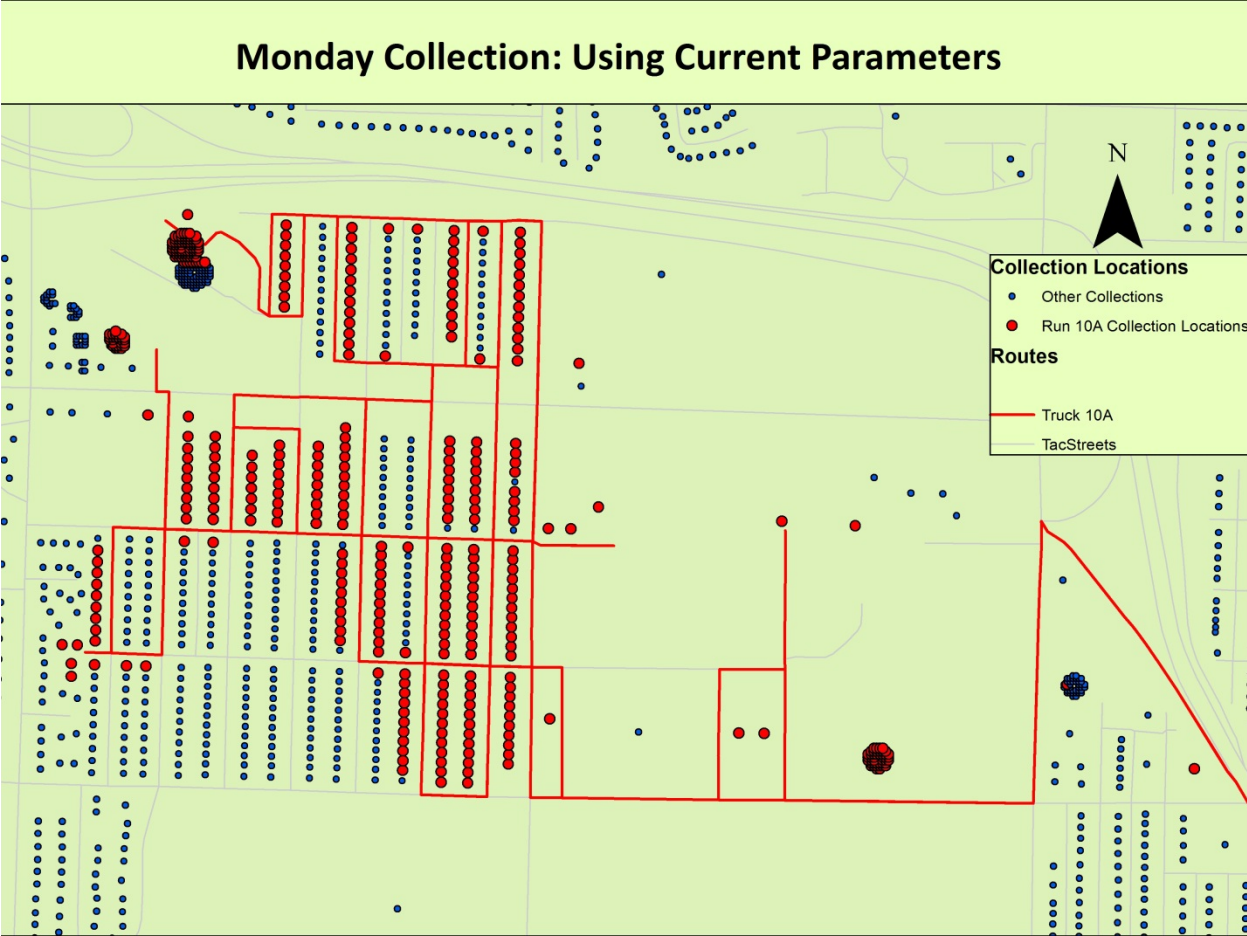 Monday Collection: Using Current Parameters
N
Collection Locations
Other Collections
Run 10A Collection Locations
Routes
Truck 10A
TacStreets